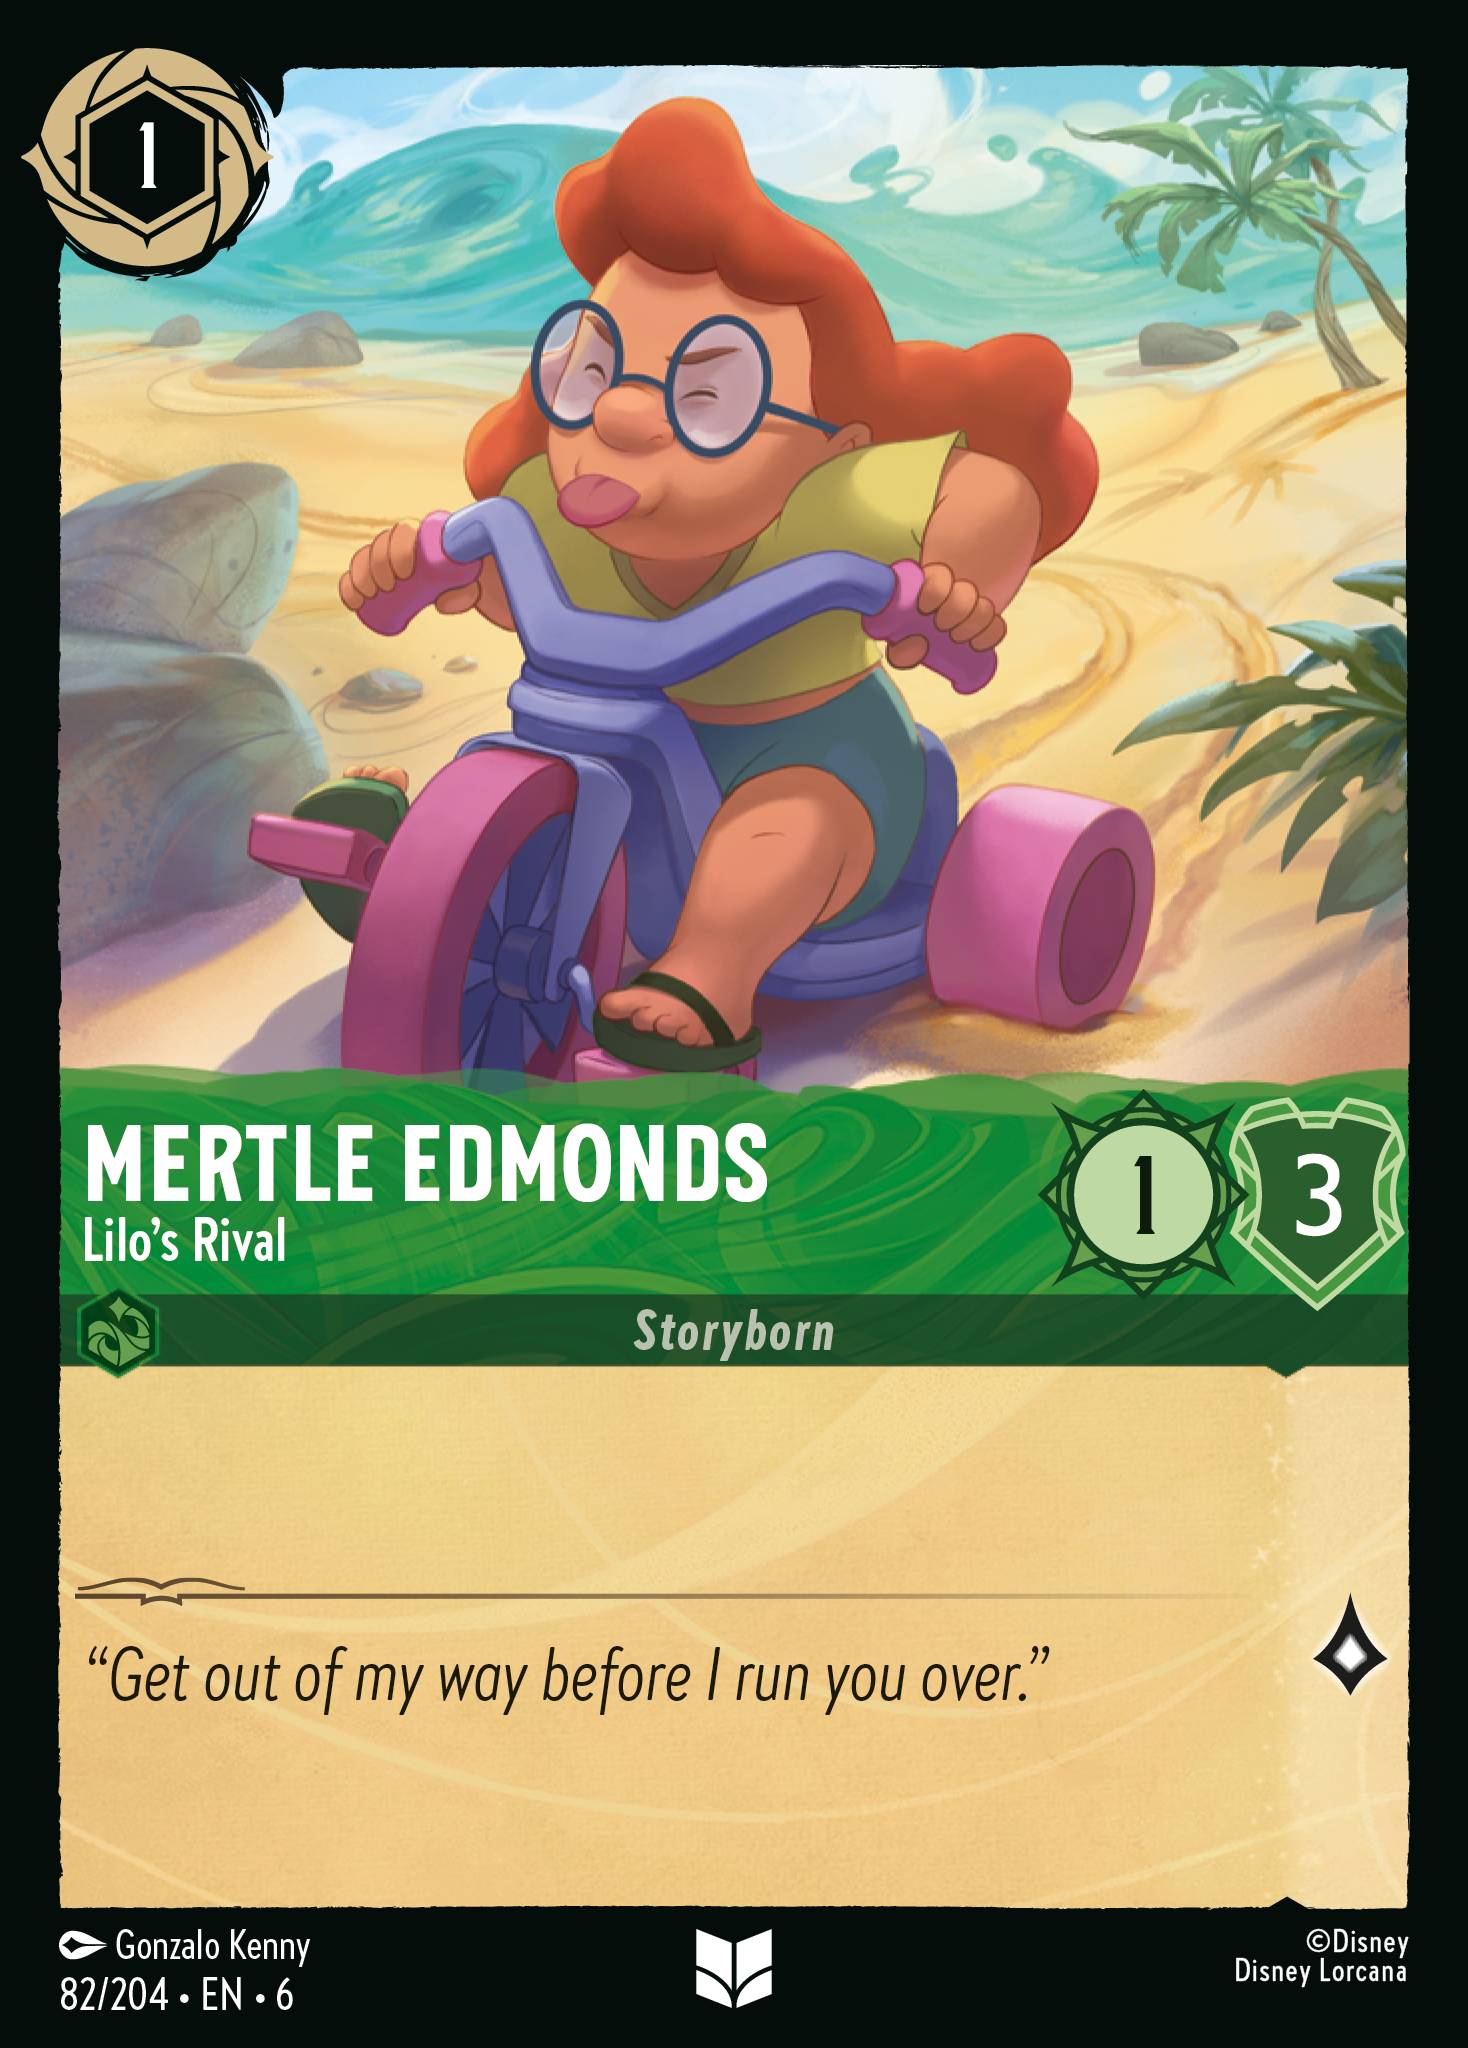 1
MERTLE EDMONDS
Lilo’s Rival
1
3
Storyborn
“Get out of my way before I run you over.”
Gonzalo Kenny
82/204 • EN • 6
©Disney
Disney Lorcana